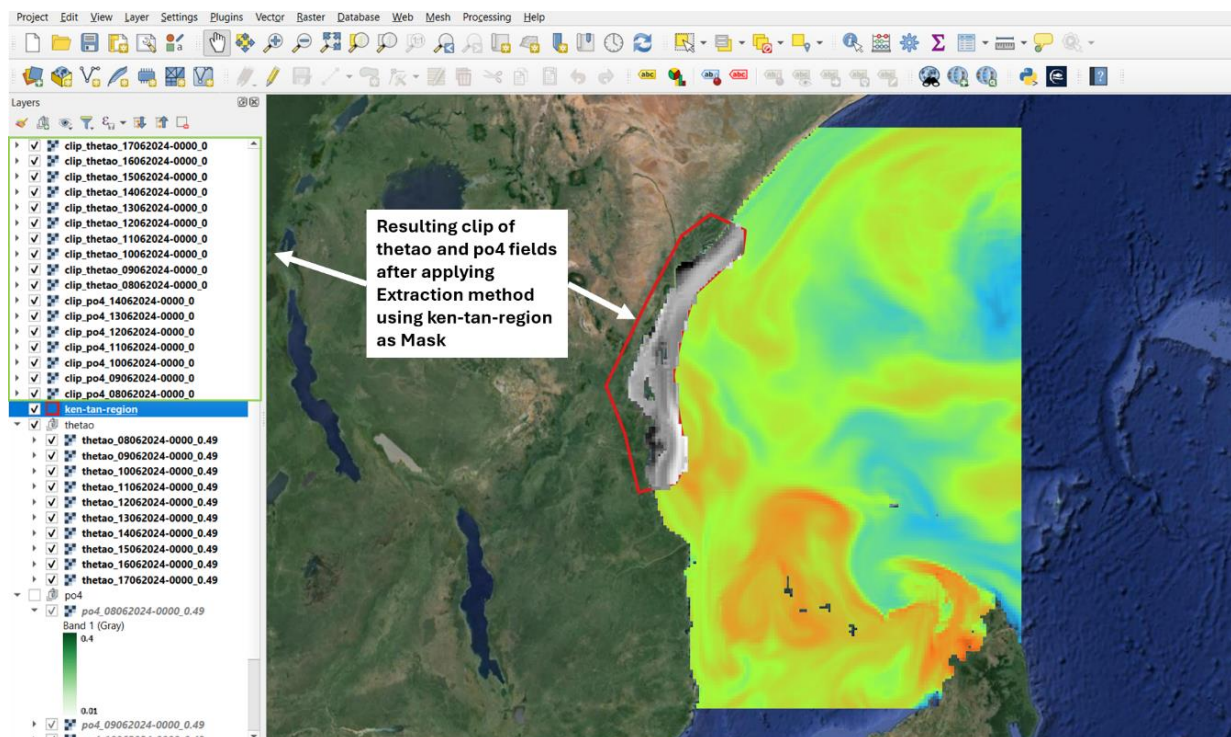 Project Edit View Layer Settings Plugins Vector Raster Database Web Mesh Processing Help
abc
ab
abc
Layers
clip_thetao_17062024-0000_0
clip_thetao_16062024-0000_0
clip_thetao_15062024-0000_0
clip_thetao_14062024-0000_0
clip_thetao_13062024-0000_0
clip_thetao_12062024-0000_0
clip_thetao_11062024-0000_0
clip_thetao_10062024-0000_0
clip_thetao_09062024-0000_0
clip_thetao_08062024-0000_0
clip_po4_14062024-0000_0
clip_po4_13062024-0000_0
clip_po4_12062024-0000_0
clip_po4_11062024-0000_0
clip_po4_10062024-0000_0
clip_po4_09062024-0000_0
clip_po4_08062024-0000_0
ken-tan-region
thetao
thetao_08062024-0000_0.49
thetao_09062024-0000_0.49
thetao_10062024-0000_0.49
thetao_11062024-0000_0.49
thetao_12062024-0000_0.49
thetao_13062024-0000_0.49
thetao_14062024-0000_0.49
thetao_15062024-0000_0.49
thetao_16062024-0000_0.49
thetao_17062024-0000_0.49
po4
po4_08062024-0000_0.49
Band 1 (Gray)
0.4
0.01
po4_09062024-0000_0.49
Resulting clip of
thetao and po4 fields
after applying
Extraction method
using ken-tan-region
as Mask